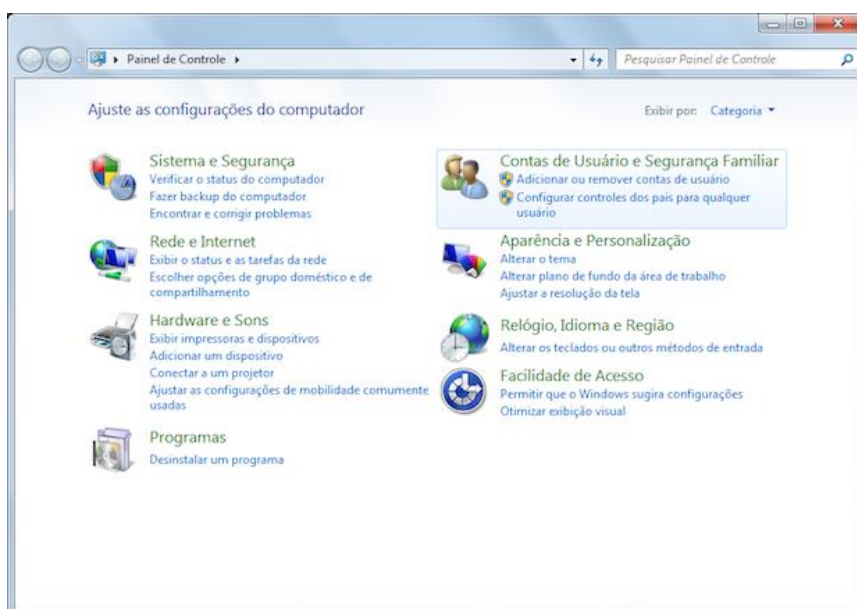 Painel de Controle
Pesquisar Painel de Controle
Ajuste as configurações do computador
Exibir por: Categoria
Sistema e Segurança
Verificar o status do computador
Fazer backup do computador
Encontrar e corrigir problemas
Rede e Internet
Exibir o status e as tarefas da rede
Escolher opções de grupo doméstico e de
compartilhamento
Hardware e Sons
Exibir impressoras e dispositivos
Adicionar um dispositivo
Conectar a um projetor
Ajustar as configurações de mobilidade comumente
usadas
Programas
Desinstalar um programa
Contas de Usuário e Segurança Familiar
Adicionar ou remover contas de usuário
Configurar controles dos pais para qualquer
usuário
Aparência e Personalização
Alterar o tema
Alterar plano de fundo da área de trabalho
Ajustar a resolução da tela
Relógio, Idioma e Região
Alterar os teclados ou outros métodos de entrada
Facilidade de Acesso
Permitir que o Windows sugira configurações
Otimizar exibição visual